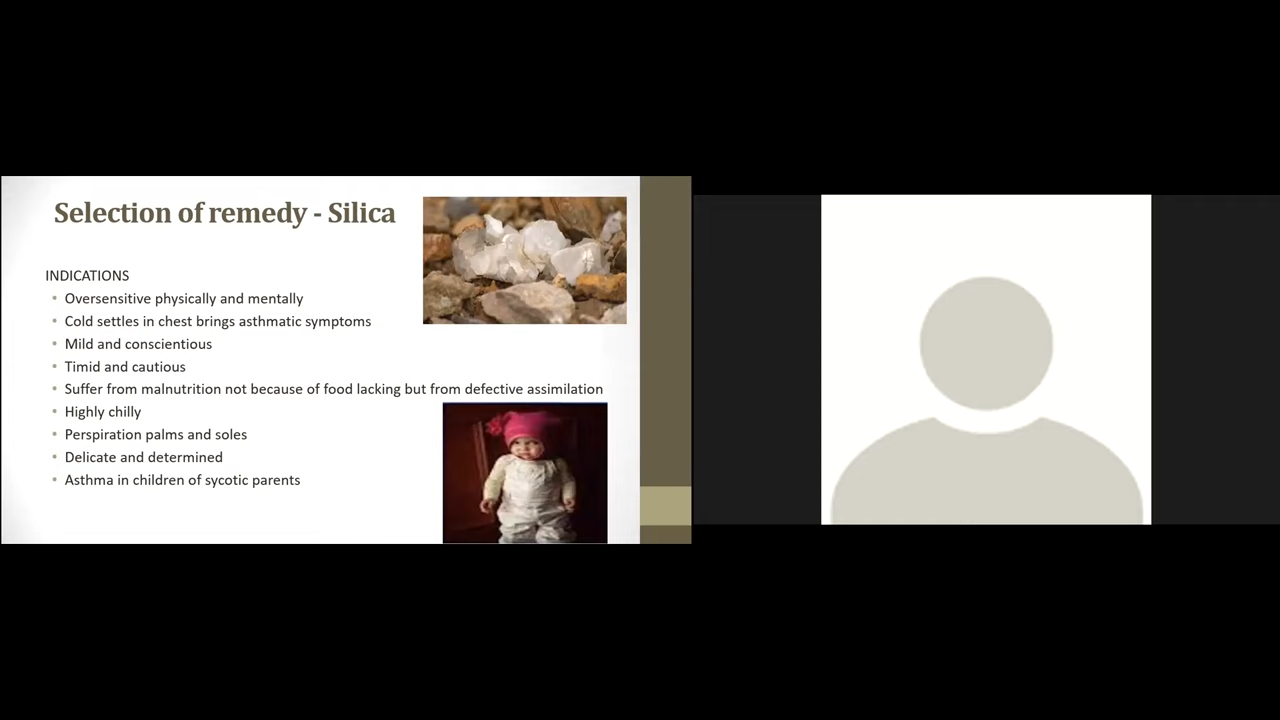 Selection of remedy - Silica
INDICATIONS
• Oversensitive physically and mentally
• Cold settles in chest brings asthmatic symptoms
• Mild and conscientious
• Timid and cautious
• Suffer from malnutrition not because of food lacking but from defective assimilation
• Highly chilly
• Perspiration palms and soles
• Delicate and determined
• Asthma in children of sycotic parents